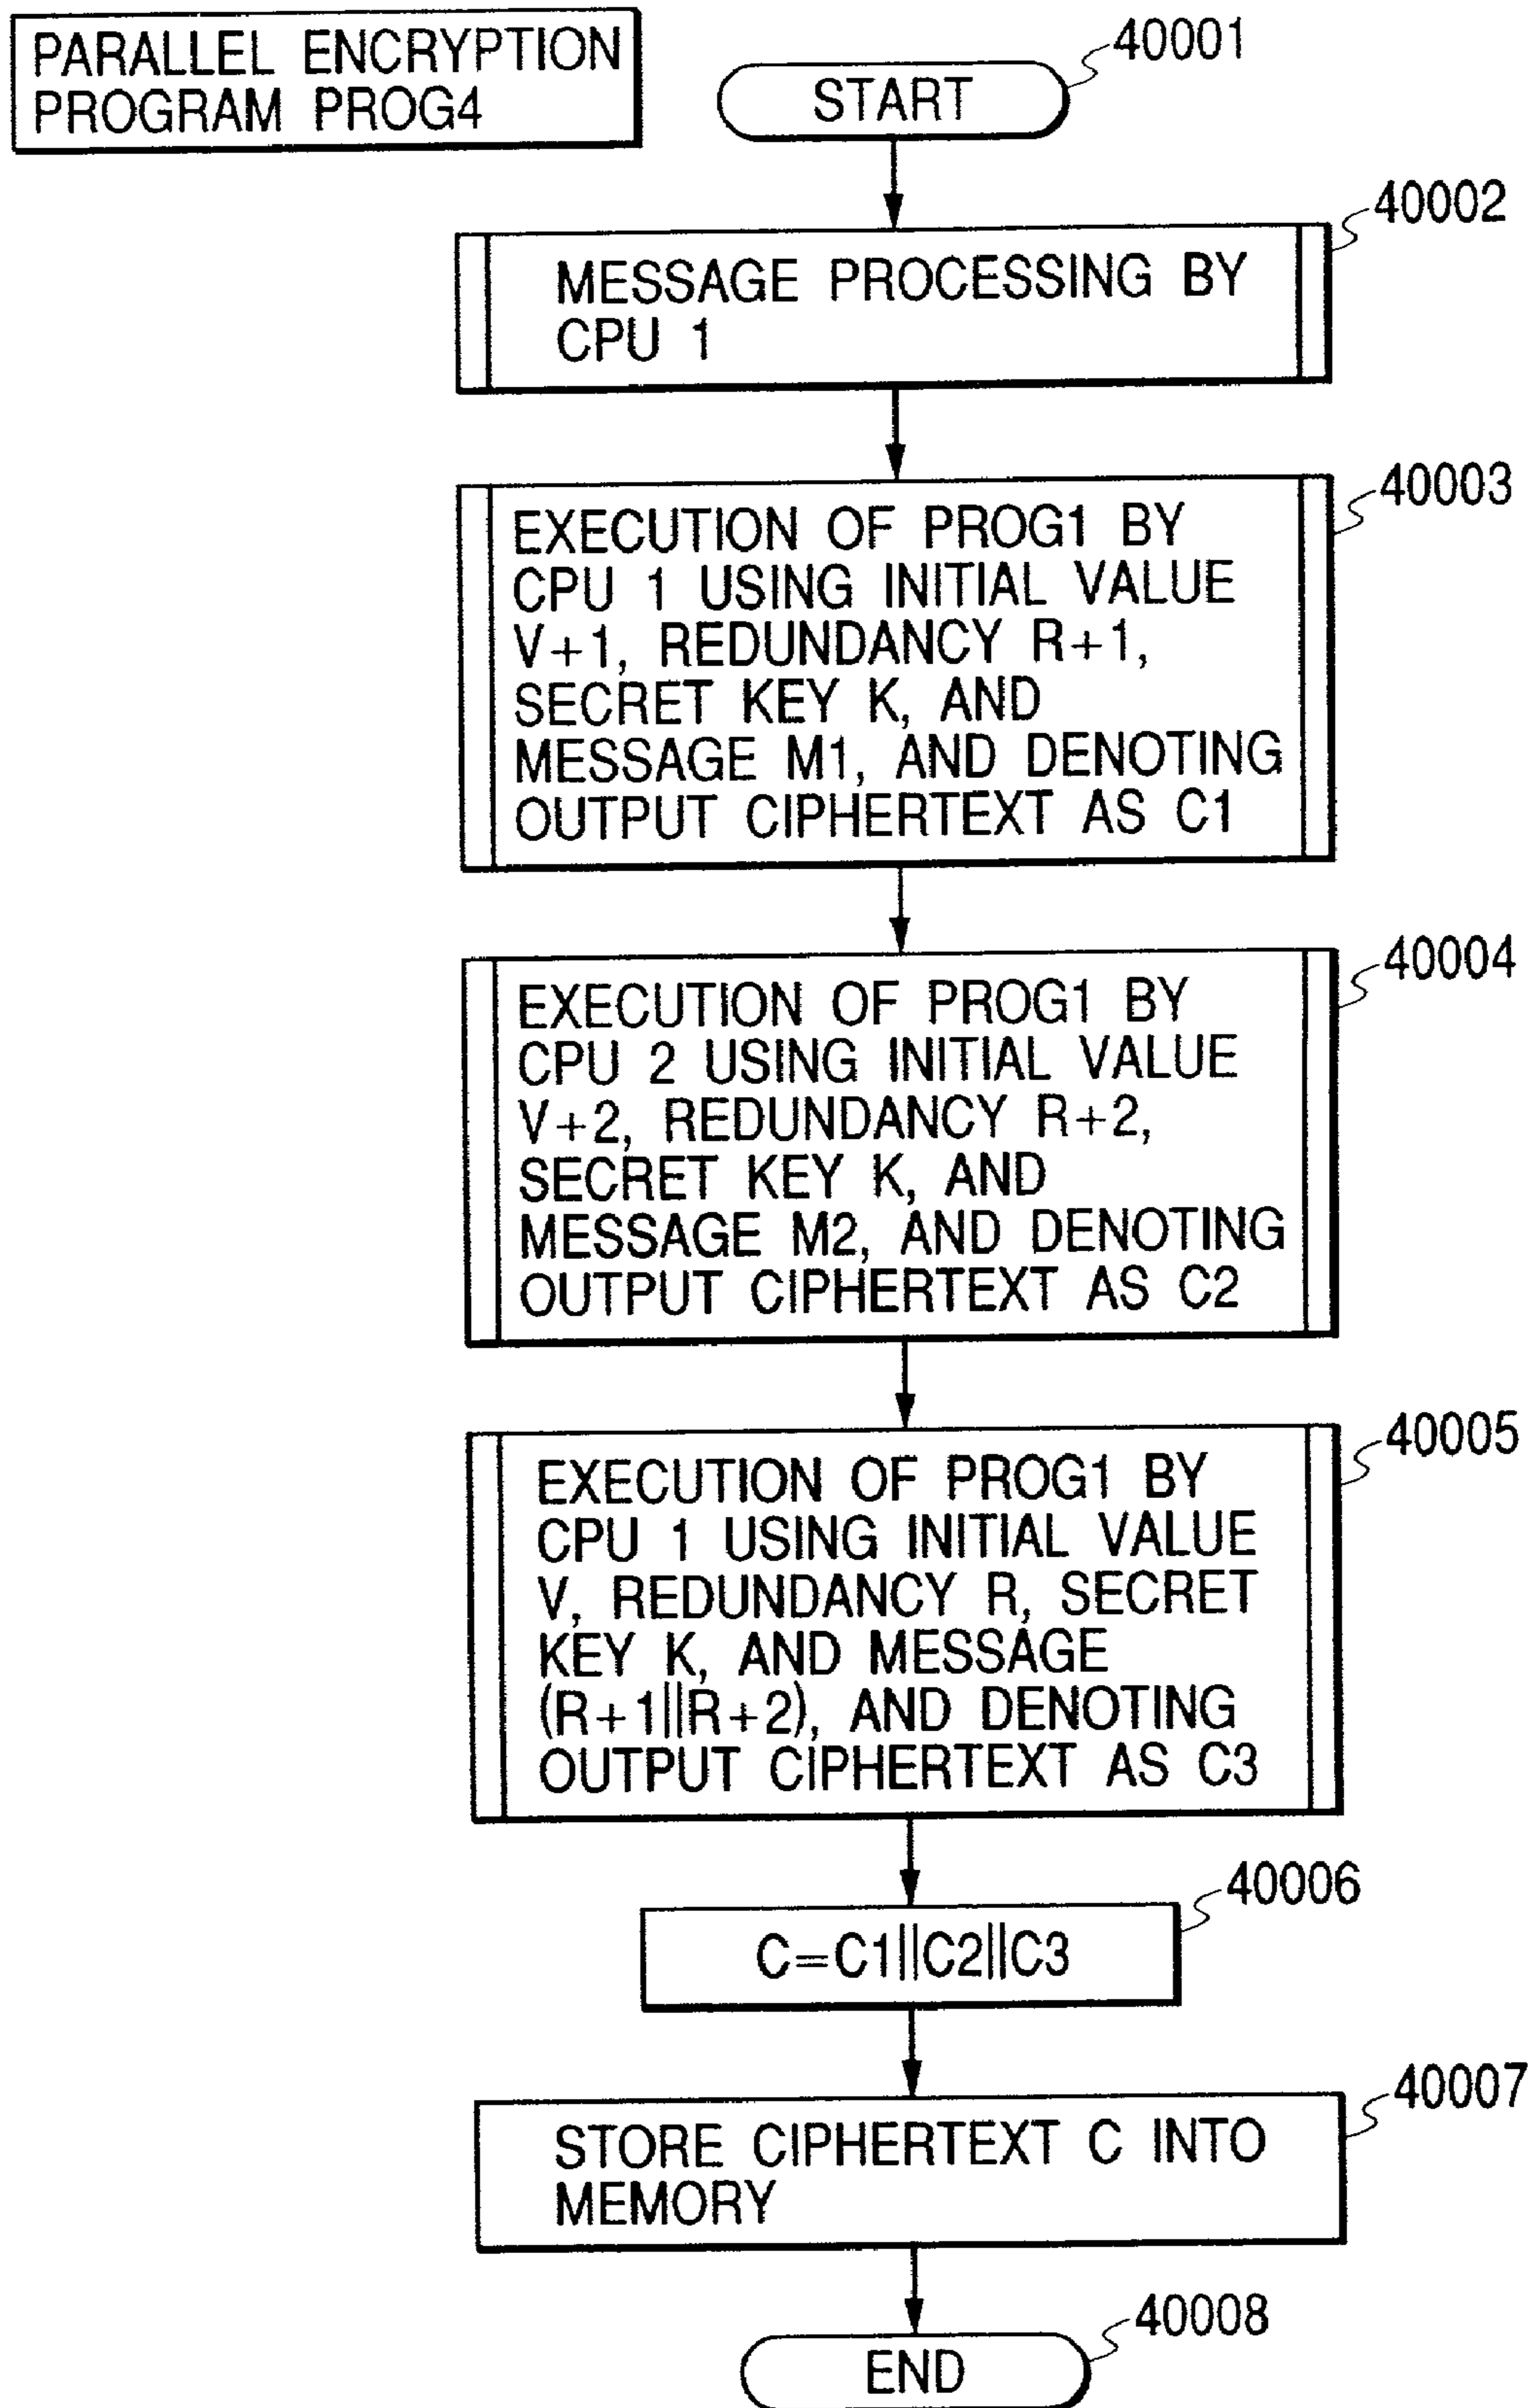 PARALLEL ENCRYPTION
PROGRAM PROG4
START
40001
MESSAGE PROCESSING BY
CPU 1
40002
EXECUTION OF PROG1 BY
CPU 1 USING INITIAL VALUE
V+1, REDUNDANCY R+1,
SECRET KEY K, AND
MESSAGE M1, AND DENOTING
OUTPUT CIPHERTEXT AS C1
40003
EXECUTION OF PROG1 BY
CPU 2 USING INITIAL VALUE
V+2, REDUNDANCY R+2,
SECRET KEY K, AND
MESSAGE M2, AND DENOTING
OUTPUT CIPHERTEXT AS C2
40004
EXECUTION OF PROG1 BY
CPU 1 USING INITIAL VALUE
V, REDUNDANCY R, SECRET
KEY K, AND MESSAGE
(R+1||R+2), AND DENOTING
OUTPUT CIPHERTEXT AS C3
40005
C=C1||C2||C3
40006
STORE CIPHERTEXT C INTO
MEMORY
40007
END
40008